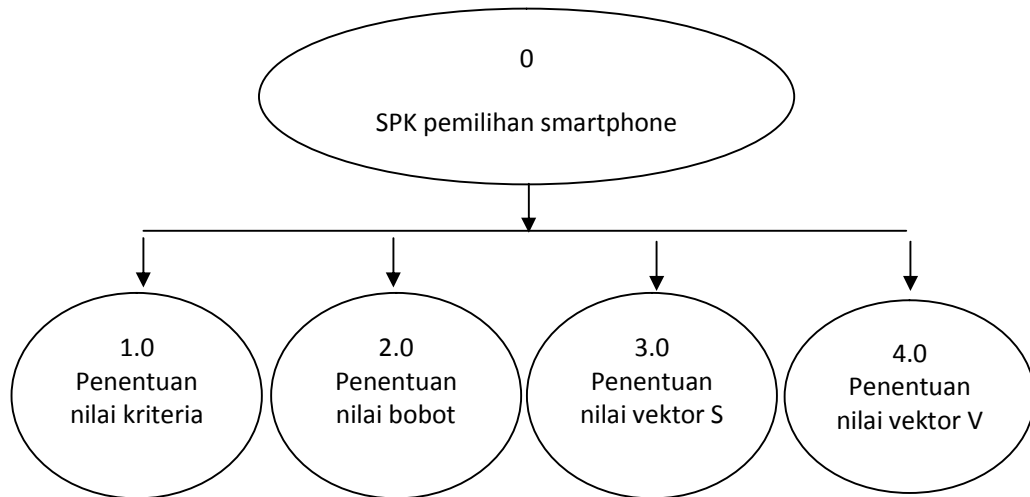 0
SPK pemilihan smartphone
1.0
Penentuan
nilai kriteria
2.0
Penentuan
nilai bobot
3.0
Penentuan
nilai vektor S
4.0
Penentuan
nilai vektor V